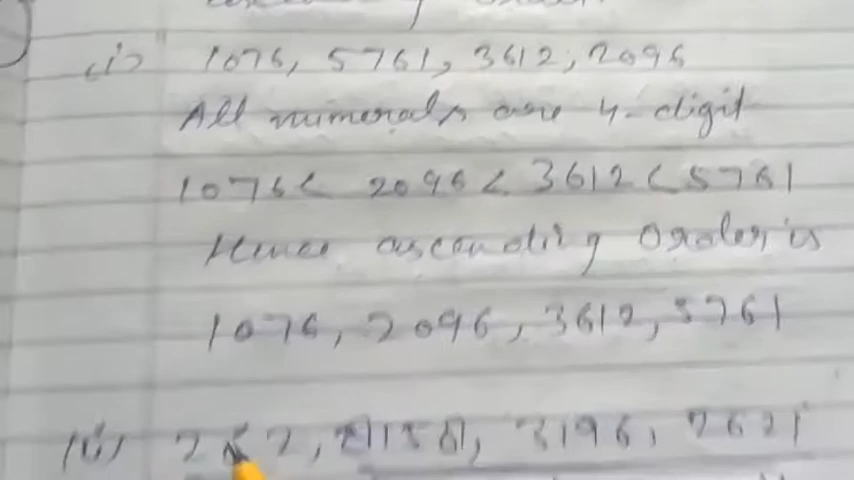 (i) 1076, 5761, 3612, 2096
All numerals are 4-digit
1076 < 2096 < 3612 < 5761
Hence ascending order is
1076, 2096, 3612, 5761
(ii) 3196, 2621